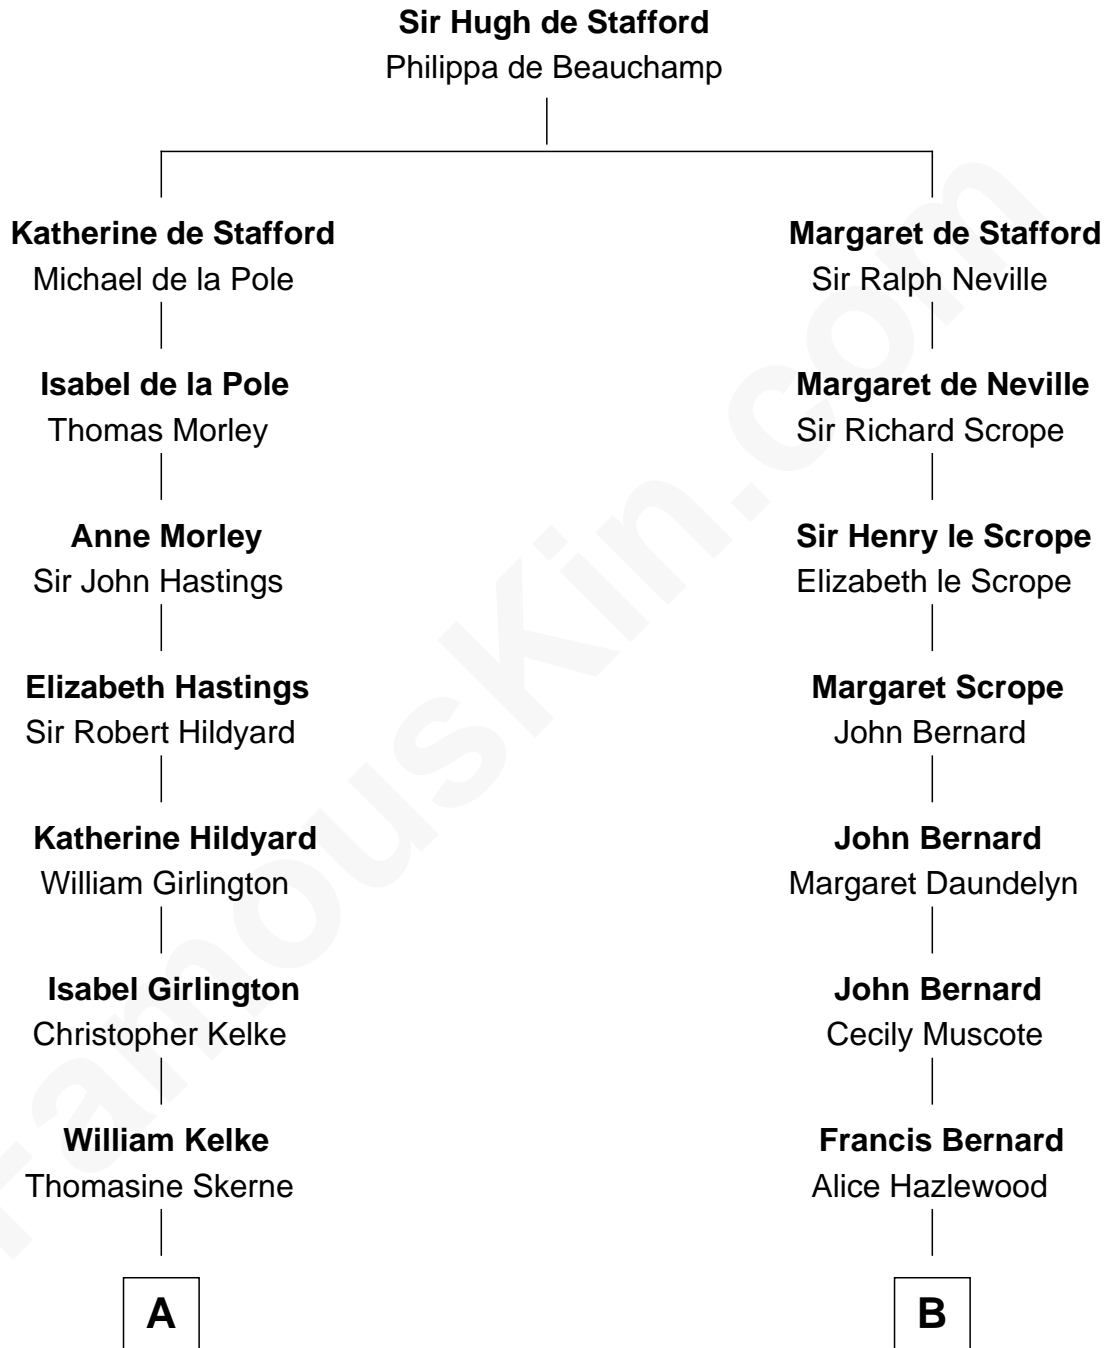 Sir Hugh de Stafford
Philippa de Beauchamp
Katherine de Stafford
Michael de la Pole
Margaret de Stafford
Sir Ralph Neville
Isabel de la Pole
Thomas Morley
Margaret de Neville
Sir Richard Scrope
Anne Morley
Sir John Hastings
Sir Henry le Scrope
Elizabeth le Scrope
Elizabeth Hastings
Sir Robert Hildyard
Margaret Scrope
John Bernard
Katherine Hildyard
William Girlington
John Bernard
Margaret Daundelyn
Isabel Girlington
Christopher Kelke
John Bernard
Cecily Muscote
William Kelke
Thomasine Skerne
Francis Bernard
Alice Hazlewood
A
B
FamousKin.com